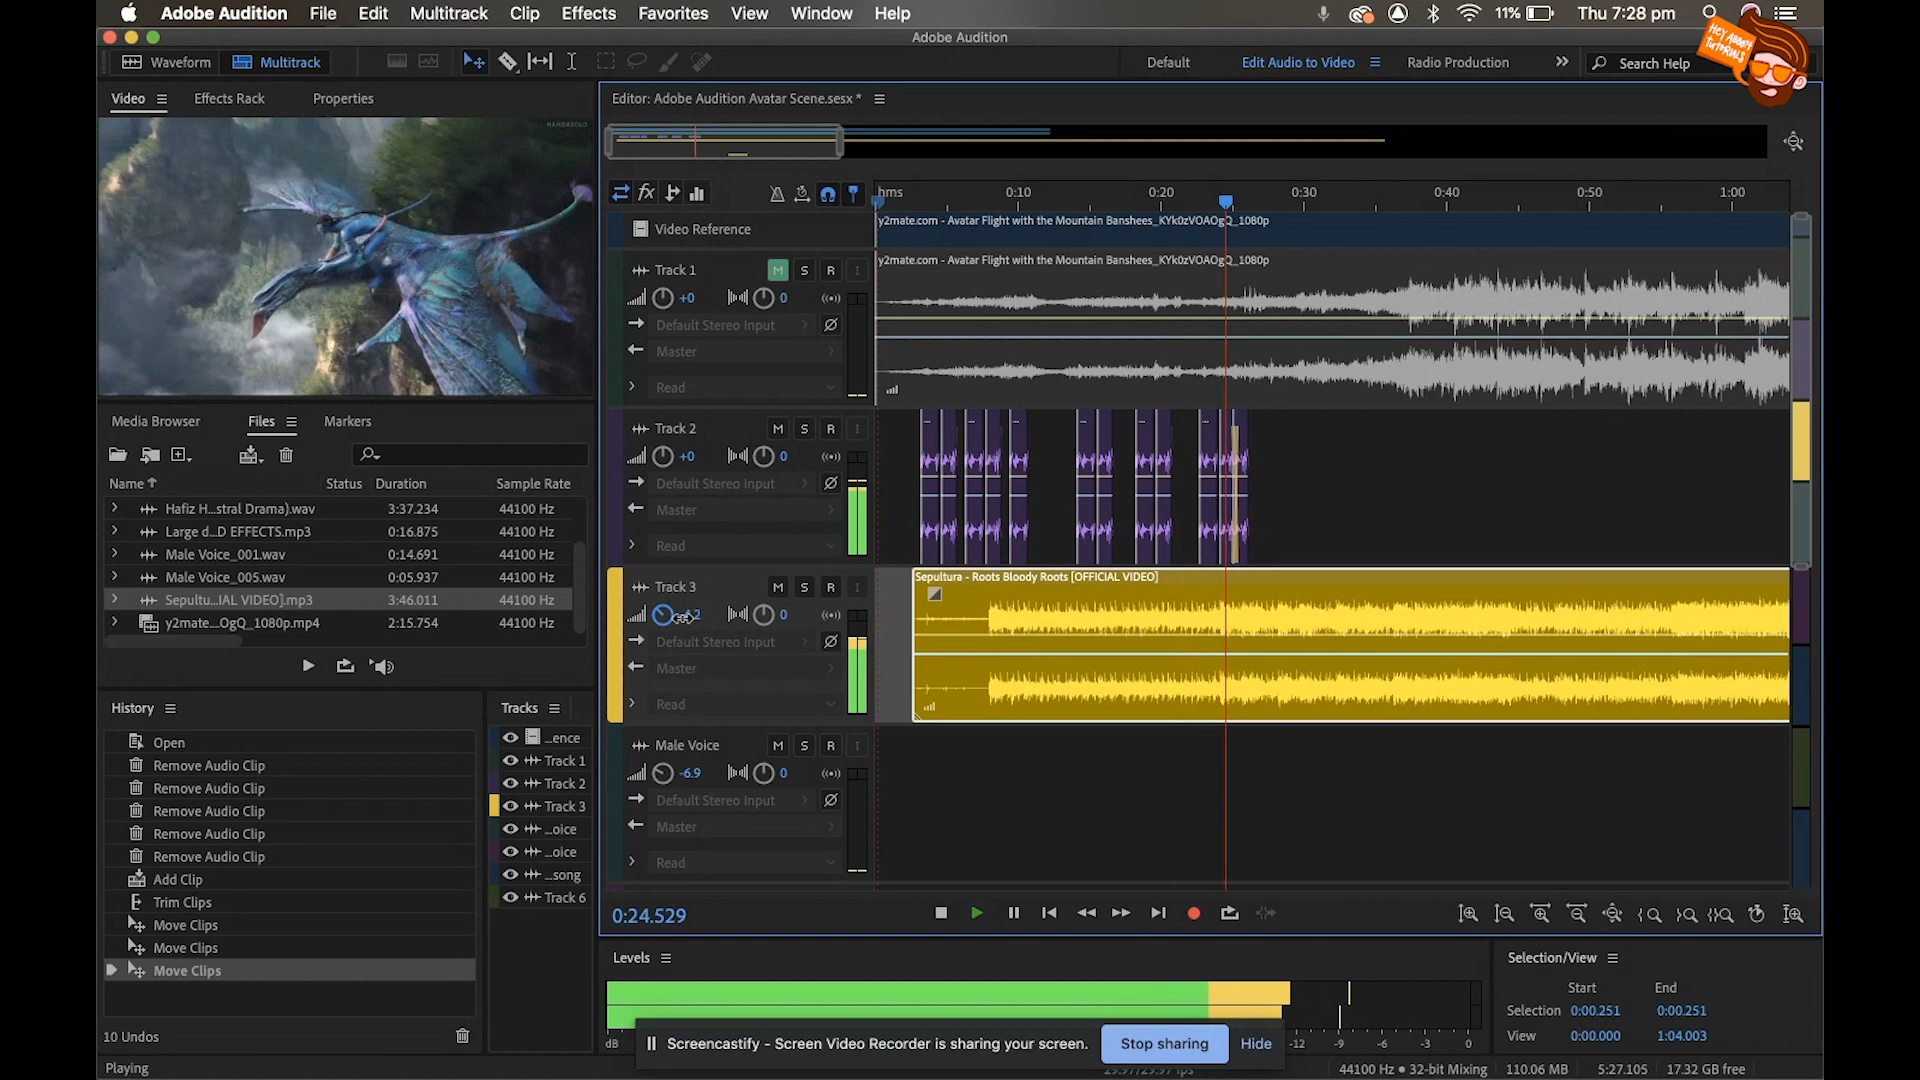 Adobe Audition File Edit Multitrack Clip Effects Favorites View Window Help 11% Thu 7:28 pm
Adobe Audition
HEY ABBOTT TUTORIALS
Waveform Multitrack Default Edit Audio to Video Radio Production Search Help
Video Effects Rack Properties
Editor: Adobe Audition Avatar Scene.sesx *
HANDASOLO
hms 0:10 0:20 0:30 0:40 0:50 1:00
y2mate.com - Avatar Flight with the Mountain Banshees_KYk0zVOAOgQ_1080p
Video Reference
Track 1 M S R I
y2mate.com - Avatar Flight with the Mountain Banshees_KYk0zVOAOgQ_1080p
+0 0
Default Stereo Input
Master
Read
Media Browser Files Markers
Name Status Duration Sample Rate
Hafiz H...stral Drama).wav 3:37.234 44100 Hz
Large d...D EFFECTS.mp3 0:16.875 44100 Hz
Male Voice_001.wav 0:14.691 44100 Hz
Male Voice_005.wav 0:05.937 44100 Hz
Sepultu...IAL VIDEO].mp3 3:46.011 44100 Hz
y2mate....OgQ_1080p.mp4 2:15.754 44100 Hz
Track 2 M S R I
+0 0
Default Stereo Input
Master
Read
Track 3 M S R I
Sepultura - Roots Bloody Roots [OFFICIAL VIDEO]
0
Default Stereo Input
Master
Read
Male Voice M S R I
-6.9 0
Default Stereo Input
Master
Read
History
Open
Remove Audio Clip
Remove Audio Clip
Remove Audio Clip
Remove Audio Clip
Remove Audio Clip
Add Clip
Trim Clips
Move Clips
Move Clips
Move Clips
10 Undos
Playing
Tracks
...ence
Track 1
Track 2
Track 3
...oice
...oice
...song
Track 6
0:24.529
Levels
dB -12 -9 -6 -3 0
Screencastify - Screen Video Recorder is sharing your screen. Stop sharing Hide
Selection/View
Start End
Selection 0:00.251 0:00.251
View 0:00.000 1:04.003
29.97/29.97 fps 44100 Hz • 32-bit Mixing 110.06 MB 5:27.105 17.32 GB free